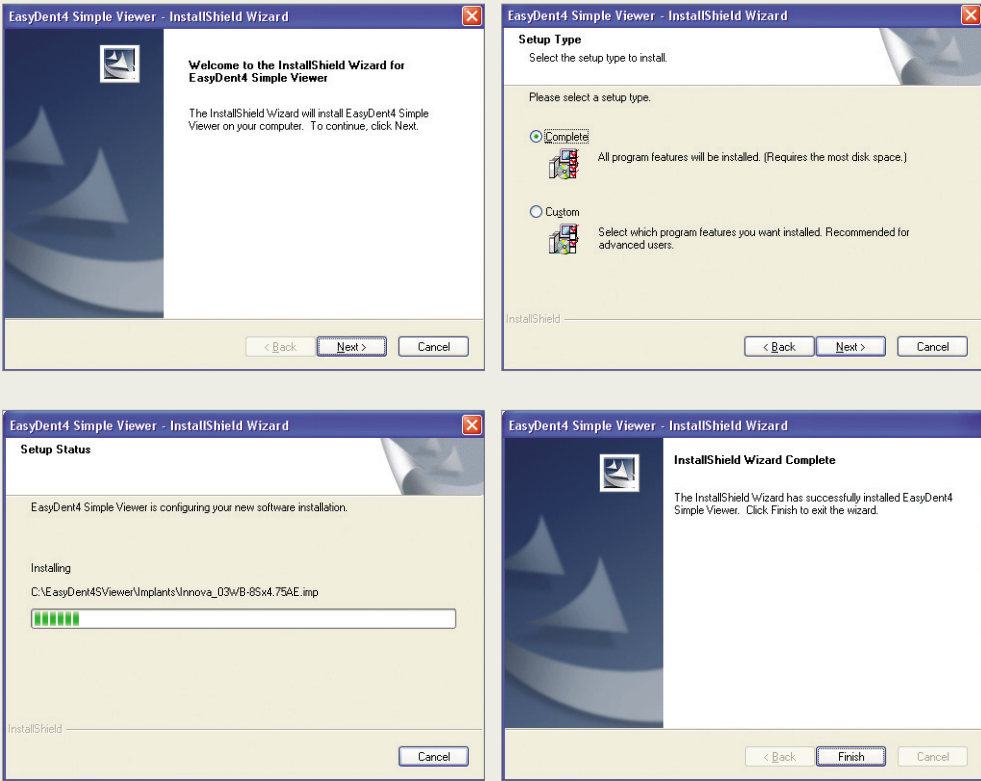 EasyDent4 Simple Viewer - InstallShield Wizard
Welcome to the InstallShield Wizard for
EasyDent4 Simple Viewer
The InstallShield Wizard will install EasyDent4 Simple
Viewer on your computer. To continue, click Next.
< Back
Next >
Cancel
EasyDent4 Simple Viewer - InstallShield Wizard
Setup Type
Select the setup type to install.
Please select a setup type.
Complete
All program features will be installed. (Requires the most disk space.)
Custom
Select which program features you want installed. Recommended for
advanced users.
InstallShield
< Back
Next >
Cancel
EasyDent4 Simple Viewer - InstallShield Wizard
Setup Status
EasyDent4 Simple Viewer is configuring your new software installation.
Installing
C:\EasyDent4SViewer\Implants\Innova_03WB-8Sx4.75AE.imp
InstallShield
Cancel
EasyDent4 Simple Viewer - InstallShield Wizard
InstallShield Wizard Complete
The InstallShield Wizard has successfully installed EasyDent4
Simple Viewer. Click Finish to exit the wizard.
< Back
Finish
Cancel